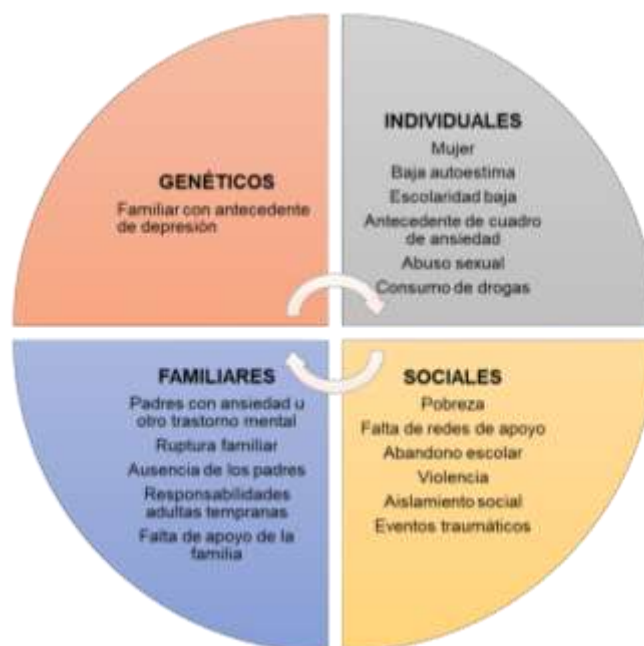 GENÉTICOS
Familiar con antecedente
de depresión
INDIVIDUALES
Mujer
Baja autoestima
Escolaridad baja
Antecedente de cuadro
de ansiedad
Abuso sexual
Consumo de drogas
FAMILIARES
Padres con ansiedad u
otro trastorno mental
Ruptura familiar
Ausencia de los padres
Responsabilidades
adultas tempranas
Falta de apoyo de la
familia
SOCIALES
Pobreza
Falta de redes de apoyo
Abandono escolar
Violencia
Aislamiento social
Eventos traumáticos